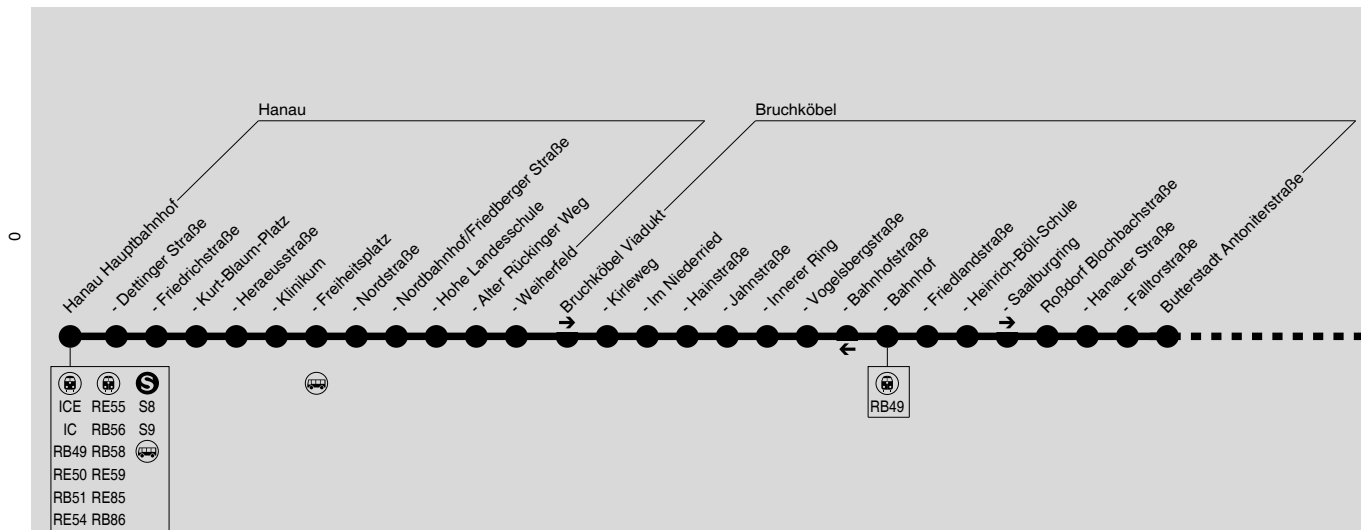 Hanau
Bruchköbel
0
Hanau Hauptbahnhof
- Dettinger Straße
- Friedrichstraße
- Kurt-Blaum-Platz
- Heraeusstraße
- Klinikum
- Freiheitsplatz
- Nordstraße
- Nordbahnhof/Friedberger Straße
- Hohe Landesschule
- Alter Rückinger Weg
- Weiherfeld
Bruchköbel Viadukt
- Kirleweg
- Im Niederried
- Hainstraße
- Jahnstraße
- Innerer Ring
- Vogelsbergstraße
- Bahnhofstraße
- Bahnhof
- Friedlandstraße
- Heinrich-Böll-Schule
- Saalburgring
Roßdorf Blochbachstraße
- Hanauer Straße
- Falltorstraße
Butterstadt Antoniterstraße
S
ICE RE55 S8
IC RB56 S9
RB49 RB58
RE50 RE59
RB51 RE85
RE54 RB86
RB49